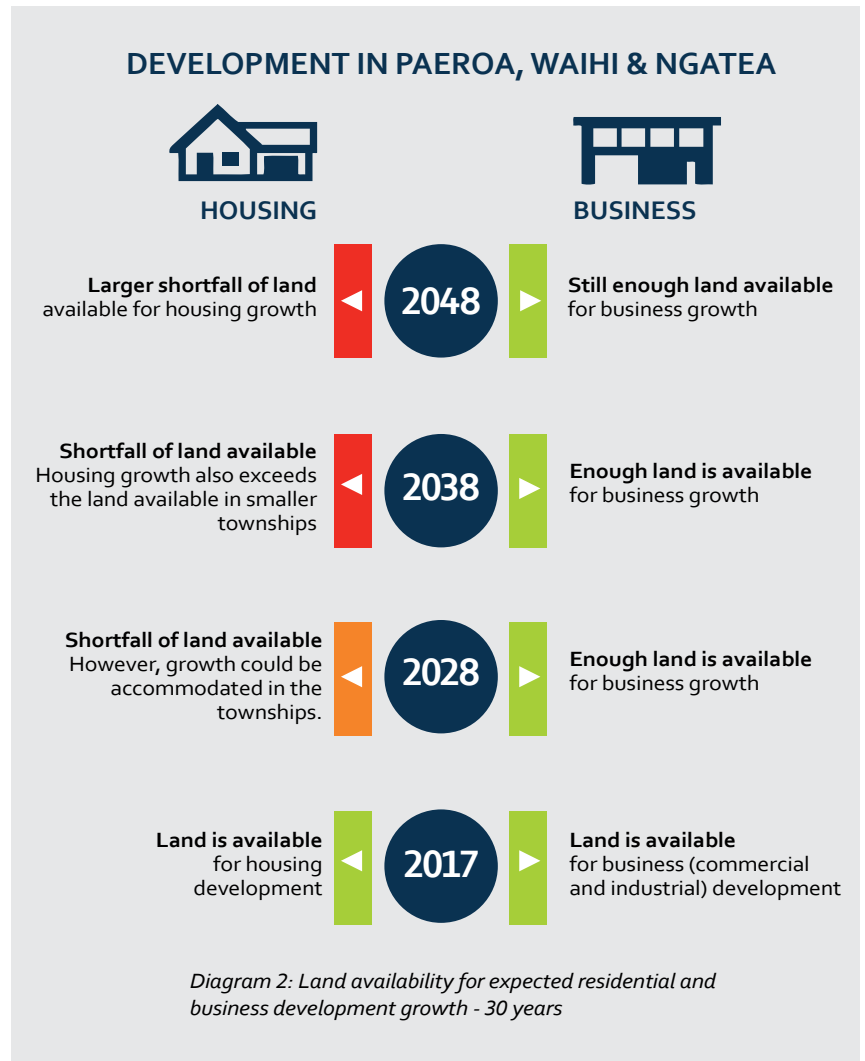 DEVELOPMENT IN PAEROA, WAIHI & NGATEA
HOUSING
BUSINESS
Larger shortfall of land
available for housing growth
2048
Still enough land available
for business growth
Shortfall of land available
Housing growth also exceeds
the land available in smaller
townships
2038
Enough land is available
for business growth
Shortfall of land available
However, growth could be
accommodated in the
townships.
2028
Enough land is available
for business growth
Land is available
for housing
development
2017
Land is available
for business (commercial
and industrial) development
Diagram 2: Land availability for expected residential and
business development growth - 30 years